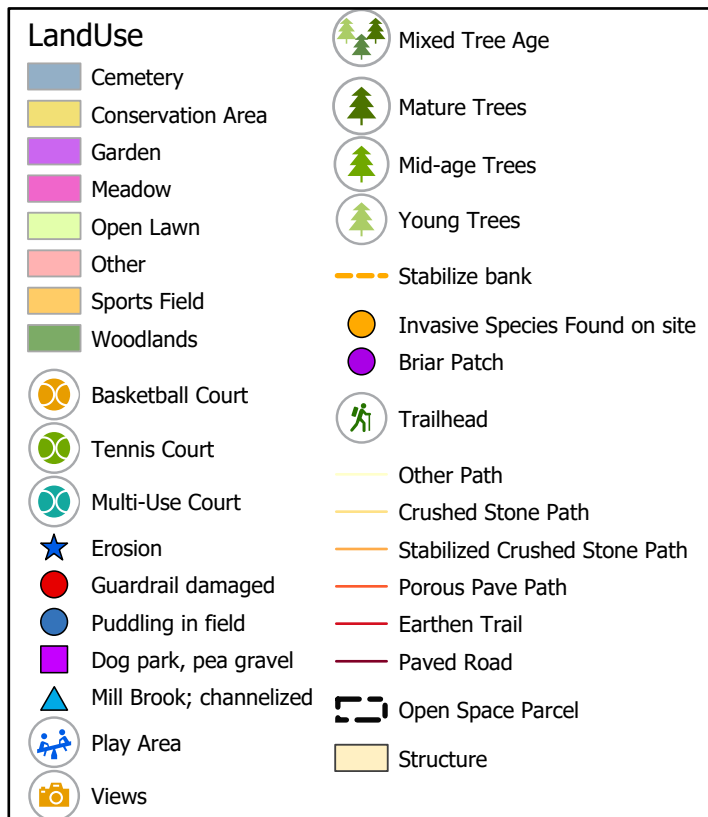 LandUse
Cemetery
Conservation Area
Garden
Meadow
Open Lawn
Other
Sports Field
Woodlands
Basketball Court
Tennis Court
Multi-Use Court
Erosion
Guardrail damaged
Puddling in field
Dog park, pea gravel
Mill Brook; channelized
Play Area
Views
Mixed Tree Age
Mature Trees
Mid-age Trees
Young Trees
Stabilize bank
Invasive Species Found on site
Briar Patch
Trailhead
Other Path
Crushed Stone Path
Stabilized Crushed Stone Path
Porous Pave Path
Earthen Trail
Paved Road
Open Space Parcel
Structure